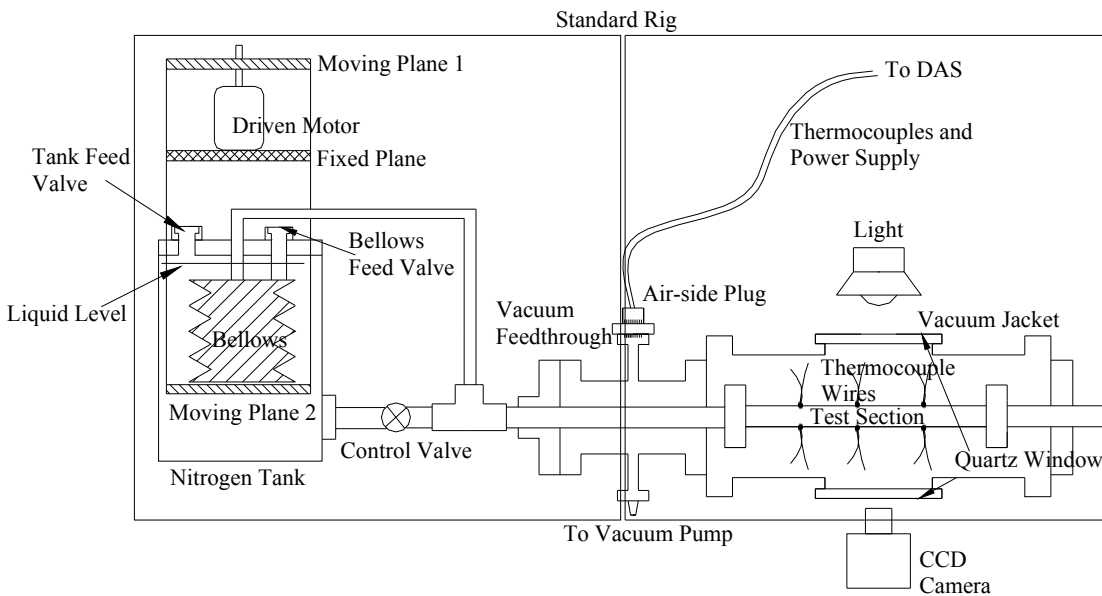 Standard Rig
Moving Plane 1
To DAS
Driven Motor
Thermocouples and
Power Supply
Tank Feed
Valve
Fixed Plane
Light
Bellows
Feed Valve
Liquid Level
Air-side Plug
Vacuum
Feedthrough
Vacuum Jacket
Bellows
Thermocouple
Wires
Moving Plane 2
Test Section
Control Valve
Quartz Window
Nitrogen Tank
To Vacuum Pump
CCD
Camera